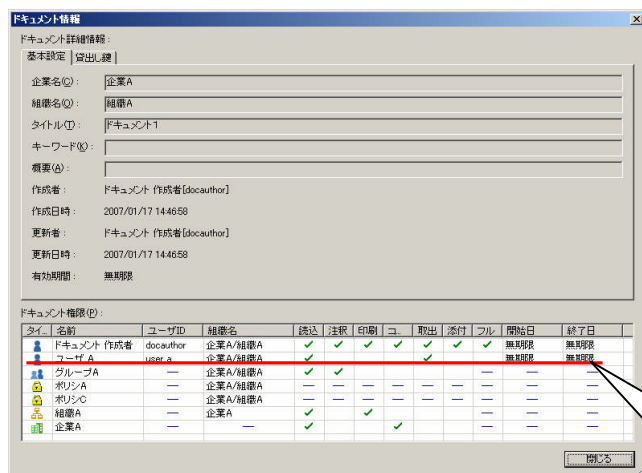 ドキュメント情報
ドキュメント詳細情報:
基本設定 貸出し鍵
企業名(C): 企業A
組織名(O): 組織A
タイトル(T): ドキュメント1
キーワード(K):
概要(A):
作成者: ドキュメント 作成者[docauthor]
作成日時: 2007/01/17 14:46:58
更新者: ドキュメント 作成者[docauthor]
更新日時: 2007/01/17 14:46:58
有効期間: 無期限
ドキュメント権限(P):
タイ... 名前 ユーザID 組織名 読込 注釈 印刷 コ... 取出 添付 フル 開始日 終了日
ドキュメント 作成者 docauthor 企業A/組織A ✓ ✓ ✓ ✓ ✓ ✓ ✓ 無期限 無期限
ユーザ A user a 企業A/組織A ✓ ✓ 無期限 無期限
グループA — 企業A/組織A ✓ ✓ — — —
ポリシA — 企業A/組織A — — — — — — — — —
ポリシC — 企業A/組織A — — — — — — — — —
組織A — 企業A ✓ ✓ — — —
企業A — — ✓ ✓ — — —
閉じる